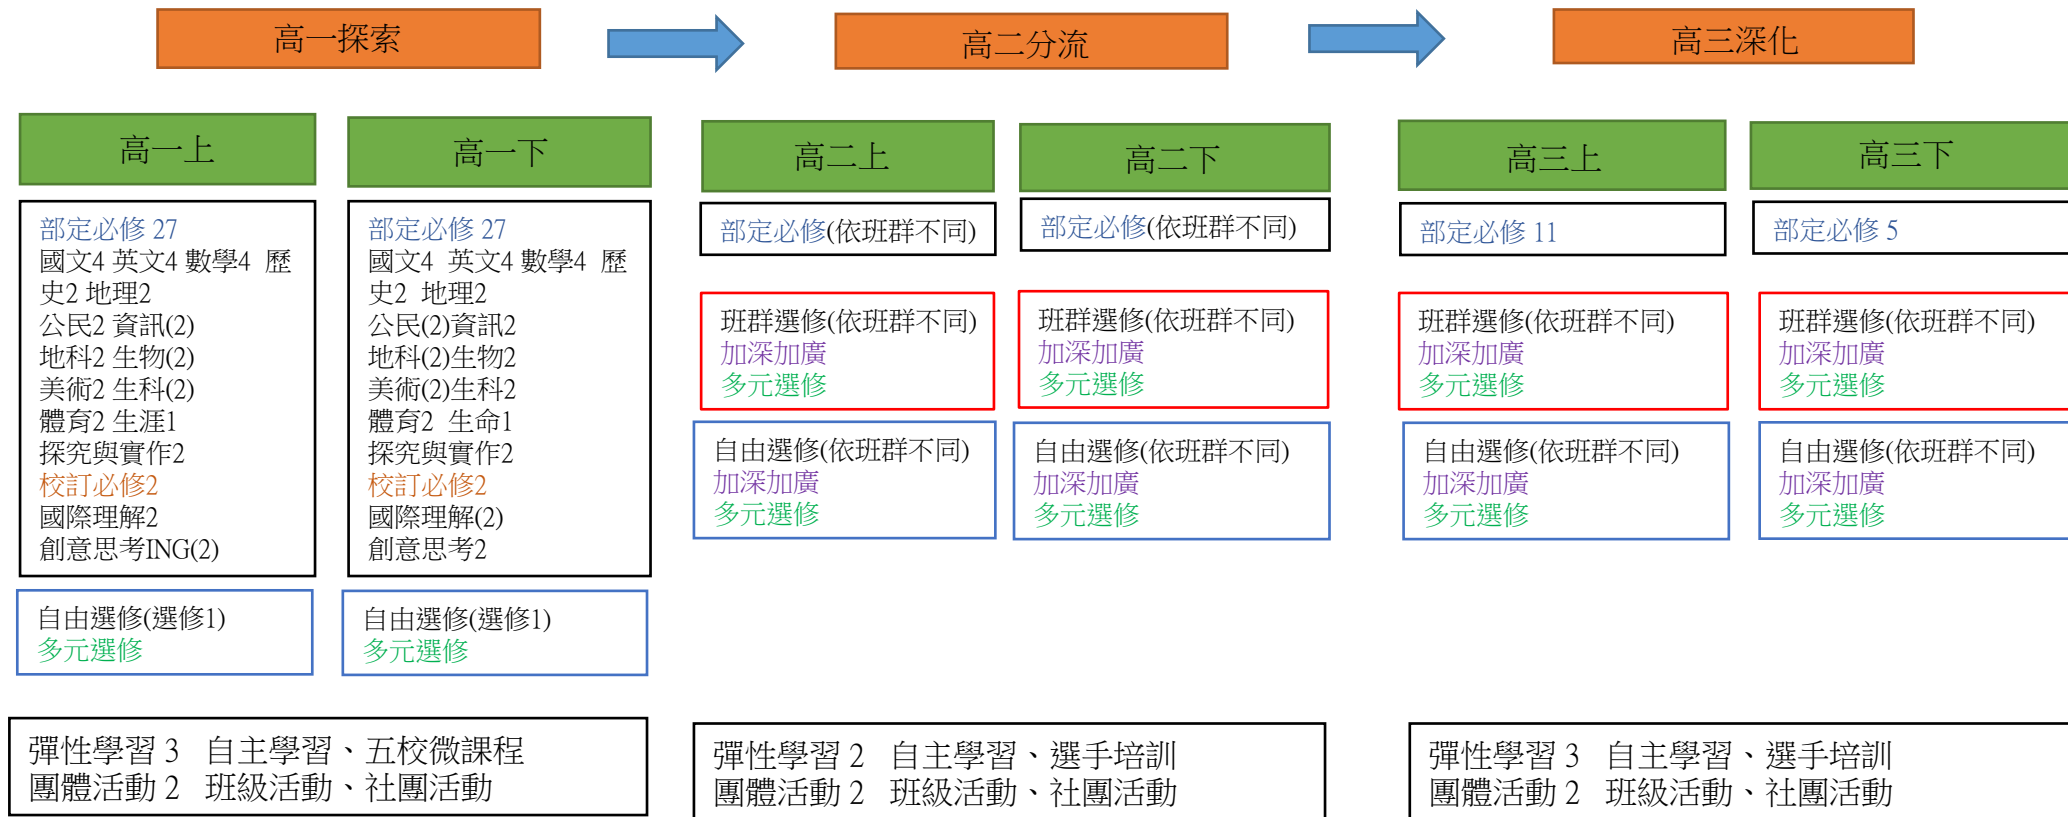 高一探索
高二分流
高三深化
高一上
高一下
高二上
高二下
高三上
高三下
部定必修 27
國文4 英文4 數學4 歷
史2 地理2
公民2 資訊(2)
地科2 生物(2)
美術2 生科(2)
體育2 生涯1
探究與實作2
校訂必修2
國際理解2
創意思考ING(2)
自由選修(選修1)
多元選修
部定必修 27
國文4 英文4 數學4 歷
史2 地理2
公民(2)資訊2
地科(2)生物2
美術(2)生科2
體育2 生命1
探究與實作2
校訂必修2
國際理解(2)
創意思考2
自由選修(選修1)
多元選修
部定必修(依班群不同)
班群選修(依班群不同)
加深加廣
多元選修
自由選修(依班群不同)
加深加廣
多元選修
部定必修(依班群不同)
班群選修(依班群不同)
加深加廣
多元選修
自由選修(依班群不同)
加深加廣
多元選修
部定必修 11
班群選修(依班群不同)
加深加廣
多元選修
自由選修(依班群不同)
加深加廣
多元選修
部定必修 5
班群選修(依班群不同)
加深加廣
多元選修
自由選修(依班群不同)
加深加廣
多元選修
彈性學習 3 自主學習、五校微課程
團體活動 2 班級活動、社團活動
彈性學習 2 自主學習、選手培訓
團體活動 2 班級活動、社團活動
彈性學習 3 自主學習、選手培訓
團體活動 2 班級活動、社團活動